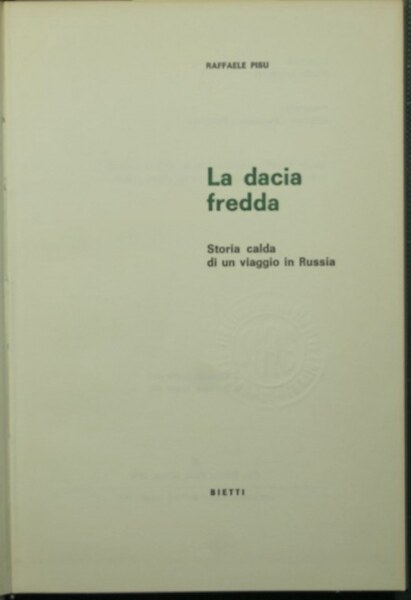 RAFFAELE PISU
La dacia
fredda
Storia calda
di un viaggio in Russia
BIETTI